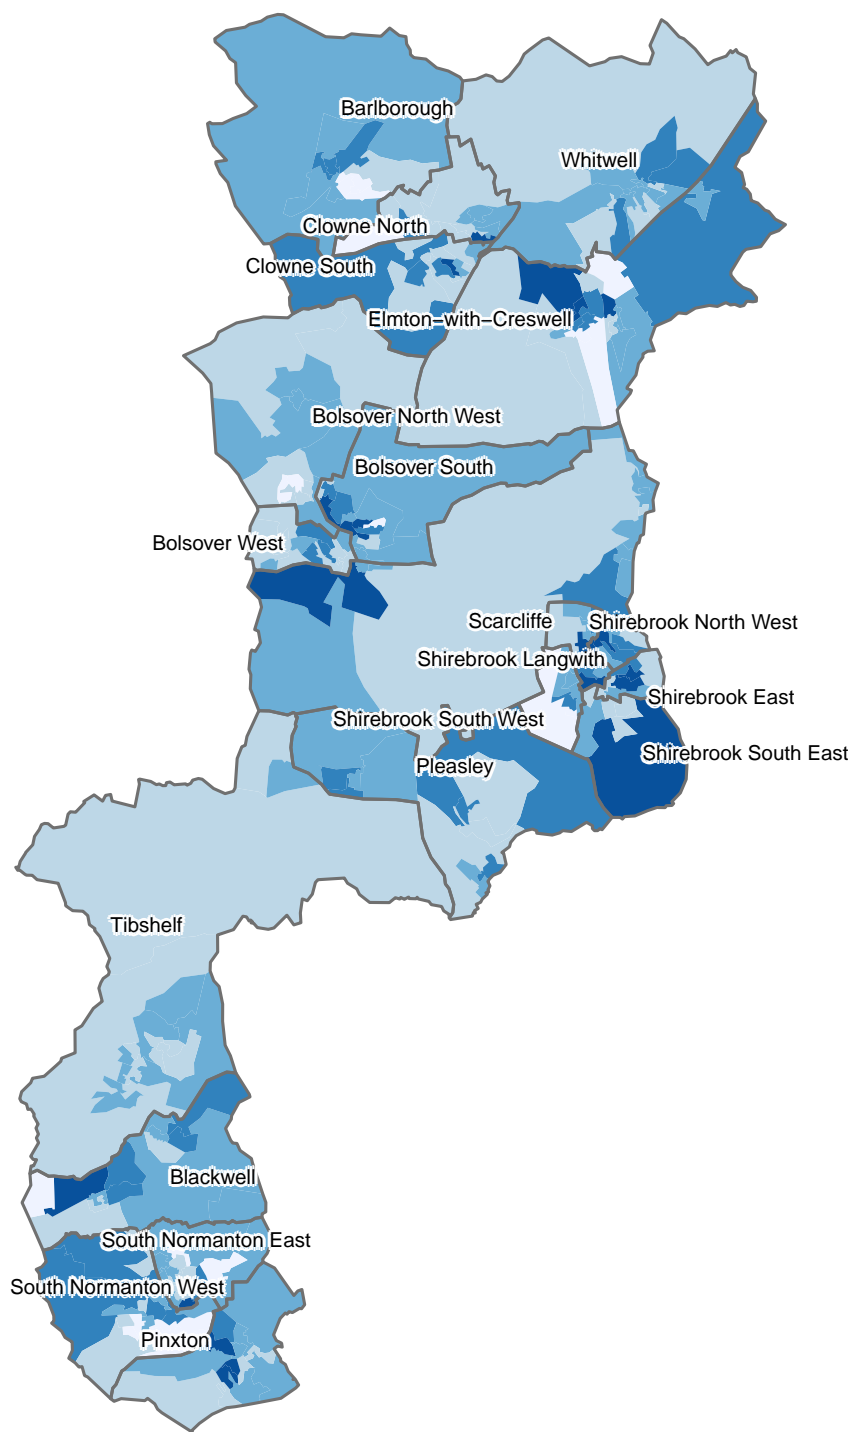 Barlborough
Whitwell
Clowne North
Clowne South
Elmton–with–Creswell
Bolsover North West
Bolsover South
Bolsover West
Scarcliffe
Shirebrook North West
Shirebrook Langwith
Shirebrook East
Shirebrook South West
Shirebrook South East
Pleasley
Tibshelf
Blackwell
South Normanton East
South Normanton West
Pinxton